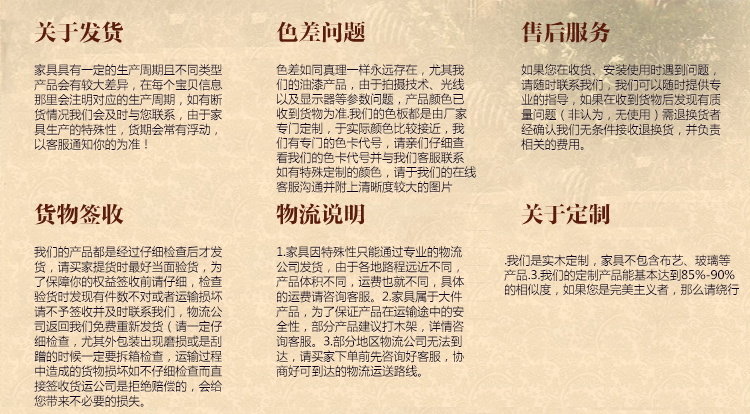 关于发货
家具具有一定的生产周期且不同类型
产品会有较大差异，在每个宝贝信息
那里会注明对应的生产周期，如有断
货情况我们会及时与您联系，由于家
具生产的特殊性，货期会常有浮动，
以客服通知你的为准！
色差问题
色差如同真理一样永远存在，尤其我
们的油漆产品，由于拍摄技术、光线
以及显示器等参数问题，产品颜色已
收到货物为准.我们的色板都是由厂家
专门定制，于实际颜色比较接近，我
们有专门的色卡代号，请亲们仔细查
看我们的色卡代号并与我们客服联系
如有特殊定制的颜色，请于我们的在线
客服沟通并附上清晰度较大的图片
售后服务
如果您在收货、安装使用时遇到问题，
请随时联系我们，我们可以随时提供专
业的指导，如果在收到货物后发现有质
量问题（非认为，无使用）需退换货者
经确认我们无条件接收退换货，并负责
相关的费用。
货物签收
我们的产品都是经过仔细检查后才发
货，请买家提货时最好当面验货，为
了保障你的权益签收前请仔细，检查
验货时发现有件数不对或者运输损坏
请不予签收并及时联系我们，物流公
司返回我们免费重新发货（请一定仔
细检查，尤其外包装出现磨损或是刮
蹭的时候一定要拆箱检查，运输过程
中造成的货物损坏如不仔细检查而直
接签收货运公司是拒绝赔偿的，会给
您带来不必要的损失。
物流说明
1.家具因特殊性只能通过专业的物流
公司发货，由于各地路程远近不同，
产品体积不同，运费也就不同，具体
的运费请咨询客服。2.家具属于大件
产品，为了保证产品在运输途中的安
全性，部分产品建议打木架，详情咨
询客服。3.部分地区物流公司无法到
达，请买家下单前先咨询好客服，协
商好可到达的物流运送路线。
关于定制
.我们是实木定制，家具不包含布艺、玻璃等
产品.3.我们的定制产品能基本达到85%-90%
的相似度，如果您是完美主义者，那么请绕行